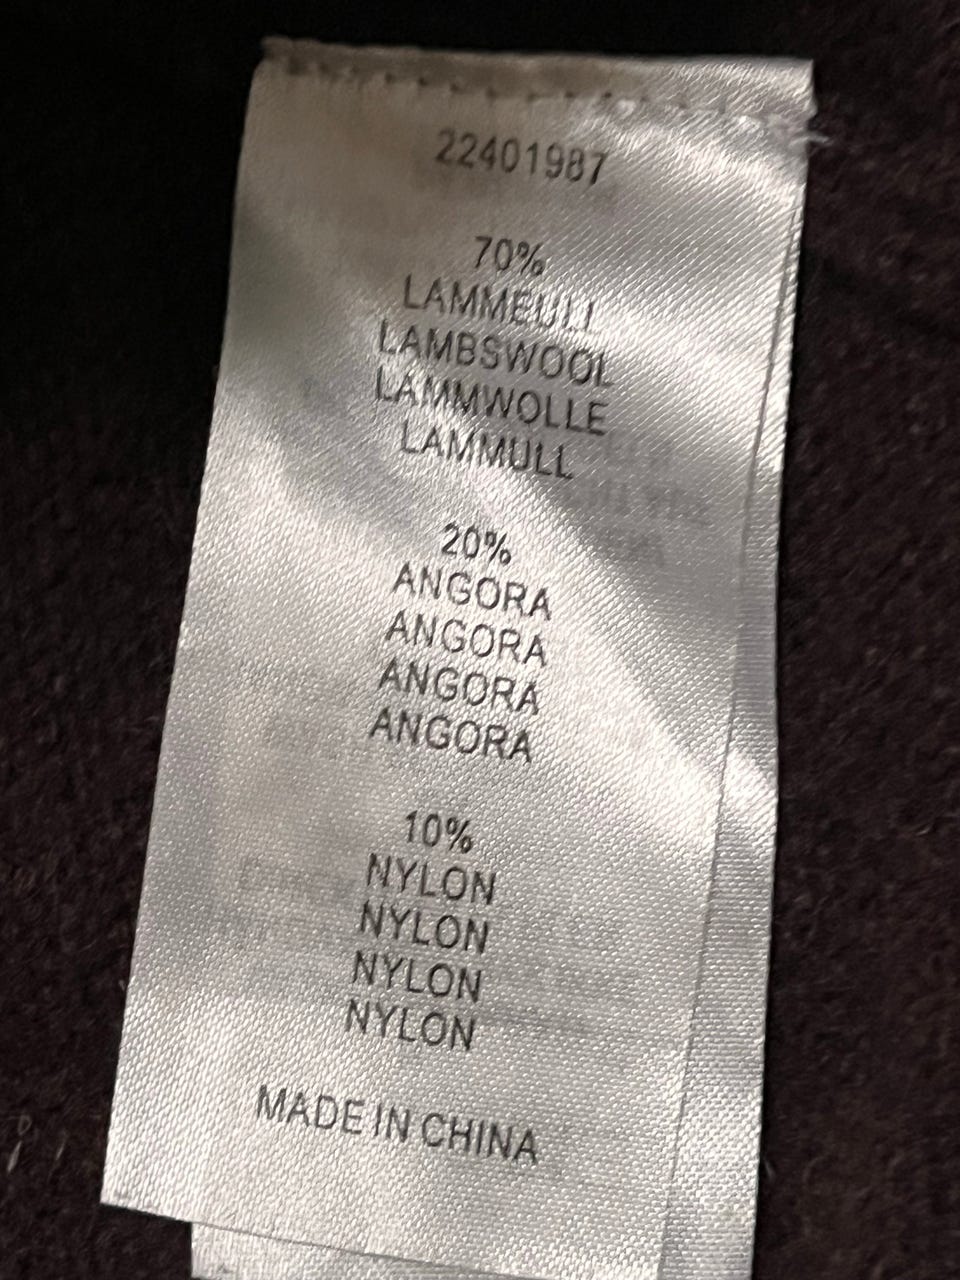 22401987
70%
LAMMEULL
LAMBSWOOL
LAMMWOLLE
LAMMULL
20%
ANGORA
ANGORA
ANGORA
ANGORA
10%
NYLON
NYLON
NYLON
NYLON
MADE IN CHINA